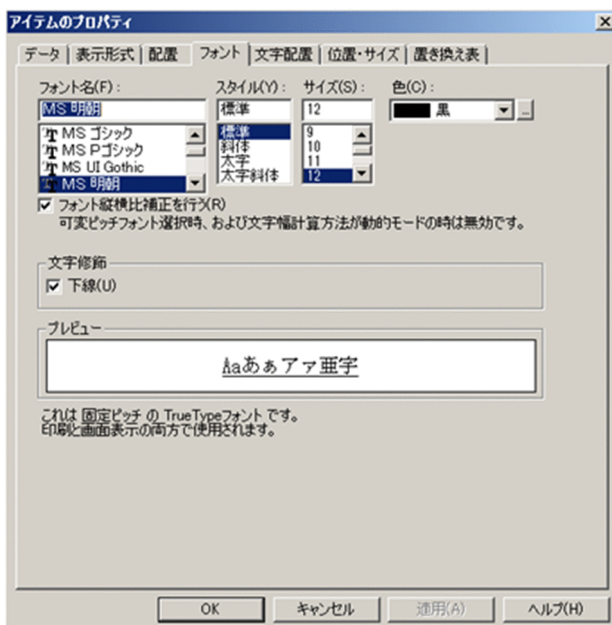 アイテムのプロパティ
データ 表示形式 配置 フォント 文字配置 位置・サイズ 置き換え表
フォント名(F): スタイル(Y): サイズ(S): 色(C):
MS 明朝 標準 12 黒 ...
MS ゴシック 標準 9
MS Pゴシック 斜体 10
MS UI Gothic 太字 11
MS 明朝 太字斜体 12
フォント縦横比補正を行う(R)
可変ピッチフォント選択時、および文字幅計算方法が動的モードの時は無効です。
文字修飾
下線(U)
プレビュー
Aaあぁアァ亜字
これは 固定ピッチ の TrueTypeフォント です。
印刷と画面表示の両方で使用されます。
OK キャンセル 適用(A) ヘルプ(H)